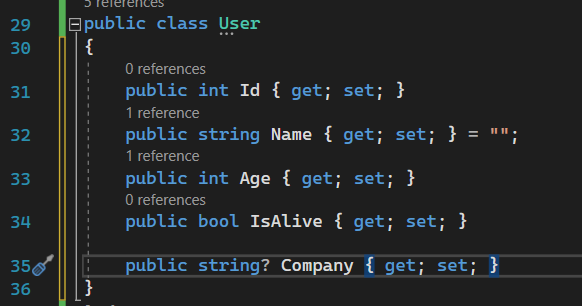 5 references
29 public class User
30 {
0 references
31 public int Id { get; set; }
1 reference
32 public string Name { get; set; } = "";
1 reference
33 public int Age { get; set; }
0 references
34 public bool IsAlive { get; set; }
35 public string? Company { get; set; }
36 }